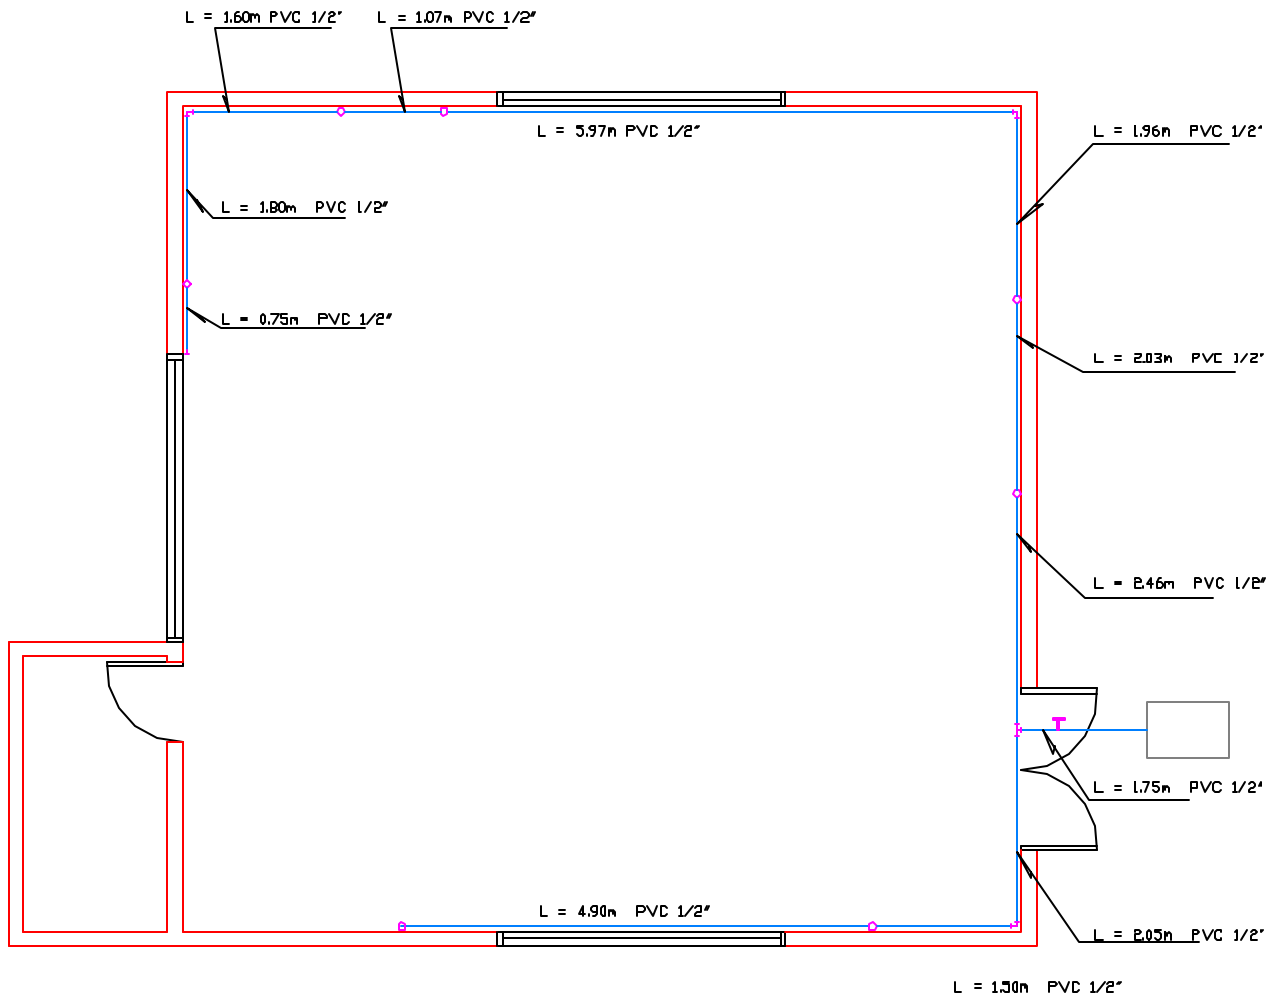 L = 1.60m PVC 1/2"
L = 1.07m PVC 1/2"
L = 5.97m PVC 1/2"
L = 1.96m PVC 1/2"
L = 1.80m PVC 1/2"
L = 0.75m PVC 1/2"
L = 2.03m PVC 1/2"
L = 2.46m PVC 1/2"
T
L = 1.75m PVC 1/2"
L = 4.90m PVC 1/2"
L = 2.05m PVC 1/2"
L = 1.50m PVC 1/2"